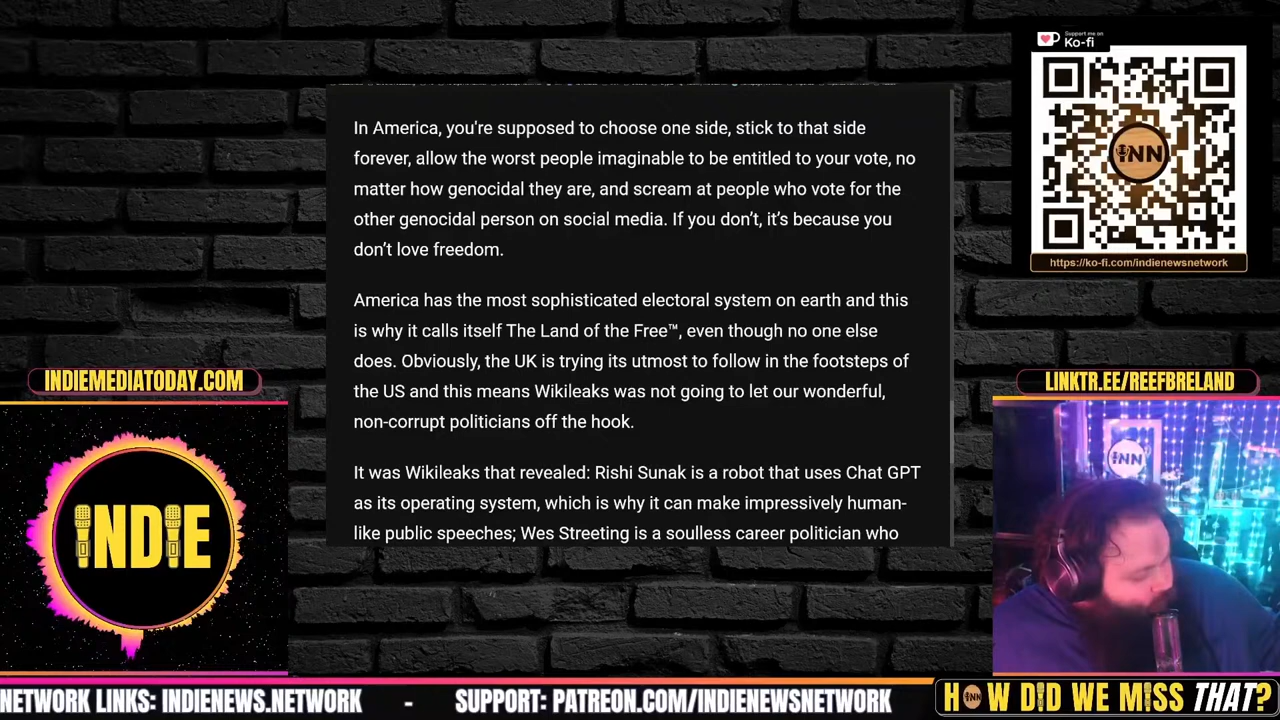 Support me on
Ko-fi
INN
https://ko-fi.com/indienewsnetwork
In America, you're supposed to choose one side, stick to that side
forever, allow the worst people imaginable to be entitled to your vote, no
matter how genocidal they are, and scream at people who vote for the
other genocidal person on social media. If you don’t, it’s because you
don’t love freedom.
America has the most sophisticated electoral system on earth and this
is why it calls itself The Land of the Free™, even though no one else
does. Obviously, the UK is trying its utmost to follow in the footsteps of
the US and this means Wikileaks was not going to let our wonderful,
non-corrupt politicians off the hook.
It was Wikileaks that revealed: Rishi Sunak is a robot that uses Chat GPT
as its operating system, which is why it can make impressively human-
like public speeches; Wes Streeting is a soulless career politician who
INDIEMEDIATODAY.COM
INDIE
LINKTR.EE/REEFBRELAND
INN
NETWORK LINKS: INDIENEWS.NETWORK - SUPPORT: PATREON.COM/INDIENEWSNETWORK
HOW DID WE MISS THAT?